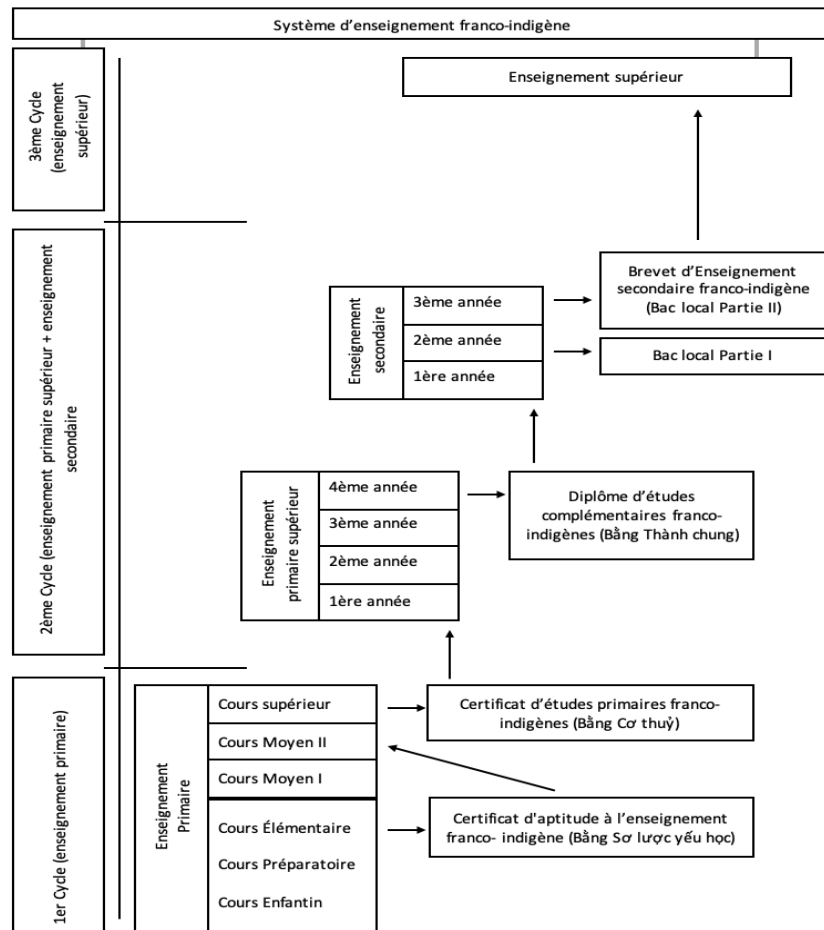 Système d'enseignement franco-indigène
Enseignement supérieur
3ème Cycle
(enseignement
supérieur)
Brevet d'Enseignement
secondaire franco-indigène
(Bac local Partie II)
Bac local Partie I
Enseignement
secondaire
3ème année
2ème année
1ère année
2ème Cycle (enseignement primaire supérieur + enseignement
secondaire
Enseignement
primaire supérieur
4ème année
3ème année
2ème année
1ère année
Diplôme d'études
complémentaires franco-
indigènes (Bằng Thành chung)
1er Cycle (enseignement primaire)
Enseignement
Primaire
Cours supérieur
Cours Moyen II
Cours Moyen I
Cours Élémentaire
Cours Préparatoire
Cours Enfantin
Certificat d'études primaires franco-
indigènes (Bằng Cơ thuỷ)
Certificat d'aptitude à l'enseignement
franco- indigène (Bằng Sơ lược yếu học)